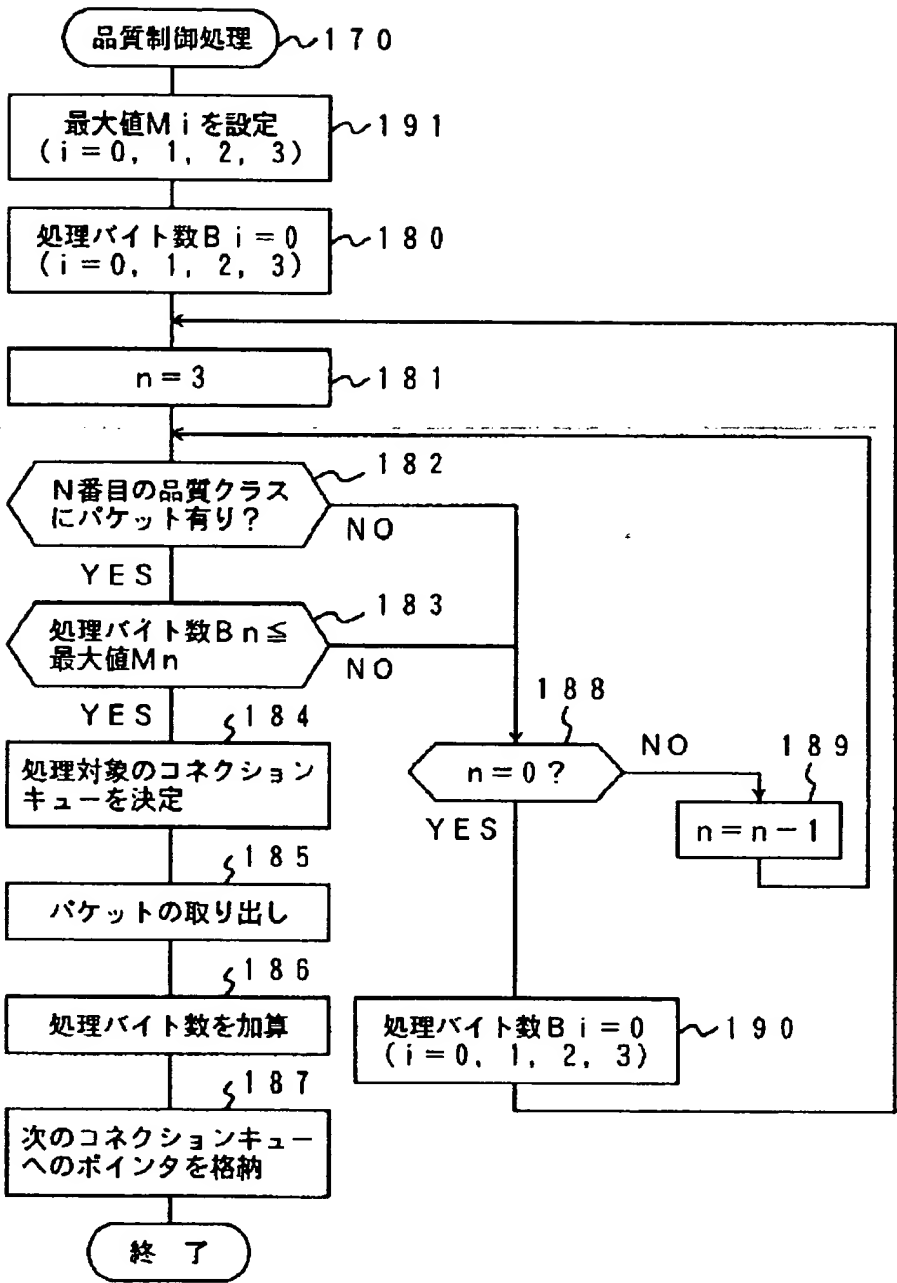 品質制御処理 170
最大値Miを設定 191
(i=0, 1, 2, 3)
処理バイト数Bi=0 180
(i=0, 1, 2, 3)
n=3 181
182
N番目の品質クラス
にパケット有り?
NO
YES
183
処理バイト数Bn≦
最大値Mn
NO
YES
184
処理対象のコネクション
キューを決定
188
n=0?
NO
YES
189
n=n-1
185
パケットの取り出し
186
処理バイト数を加算
処理バイト数Bi=0 190
(i=0, 1, 2, 3)
187
次のコネクションキュー
へのポインタを格納
終 了